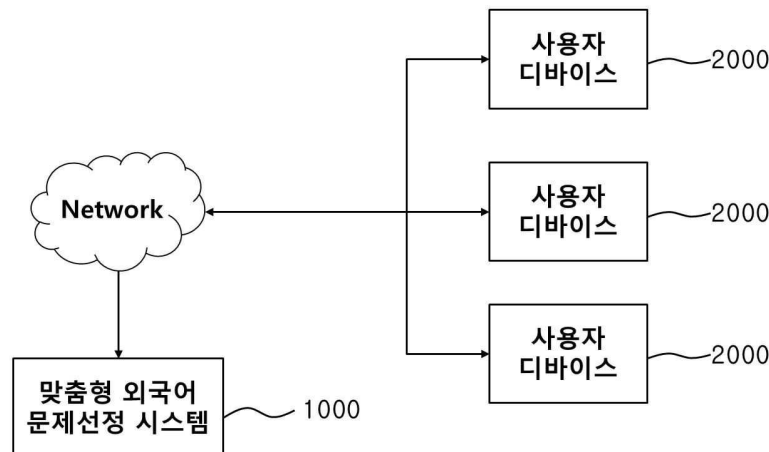 사용자
디바이스
2000
Network
사용자
디바이스
2000
사용자
디바이스
2000
맞춤형 외국어
문제선정 시스템
1000